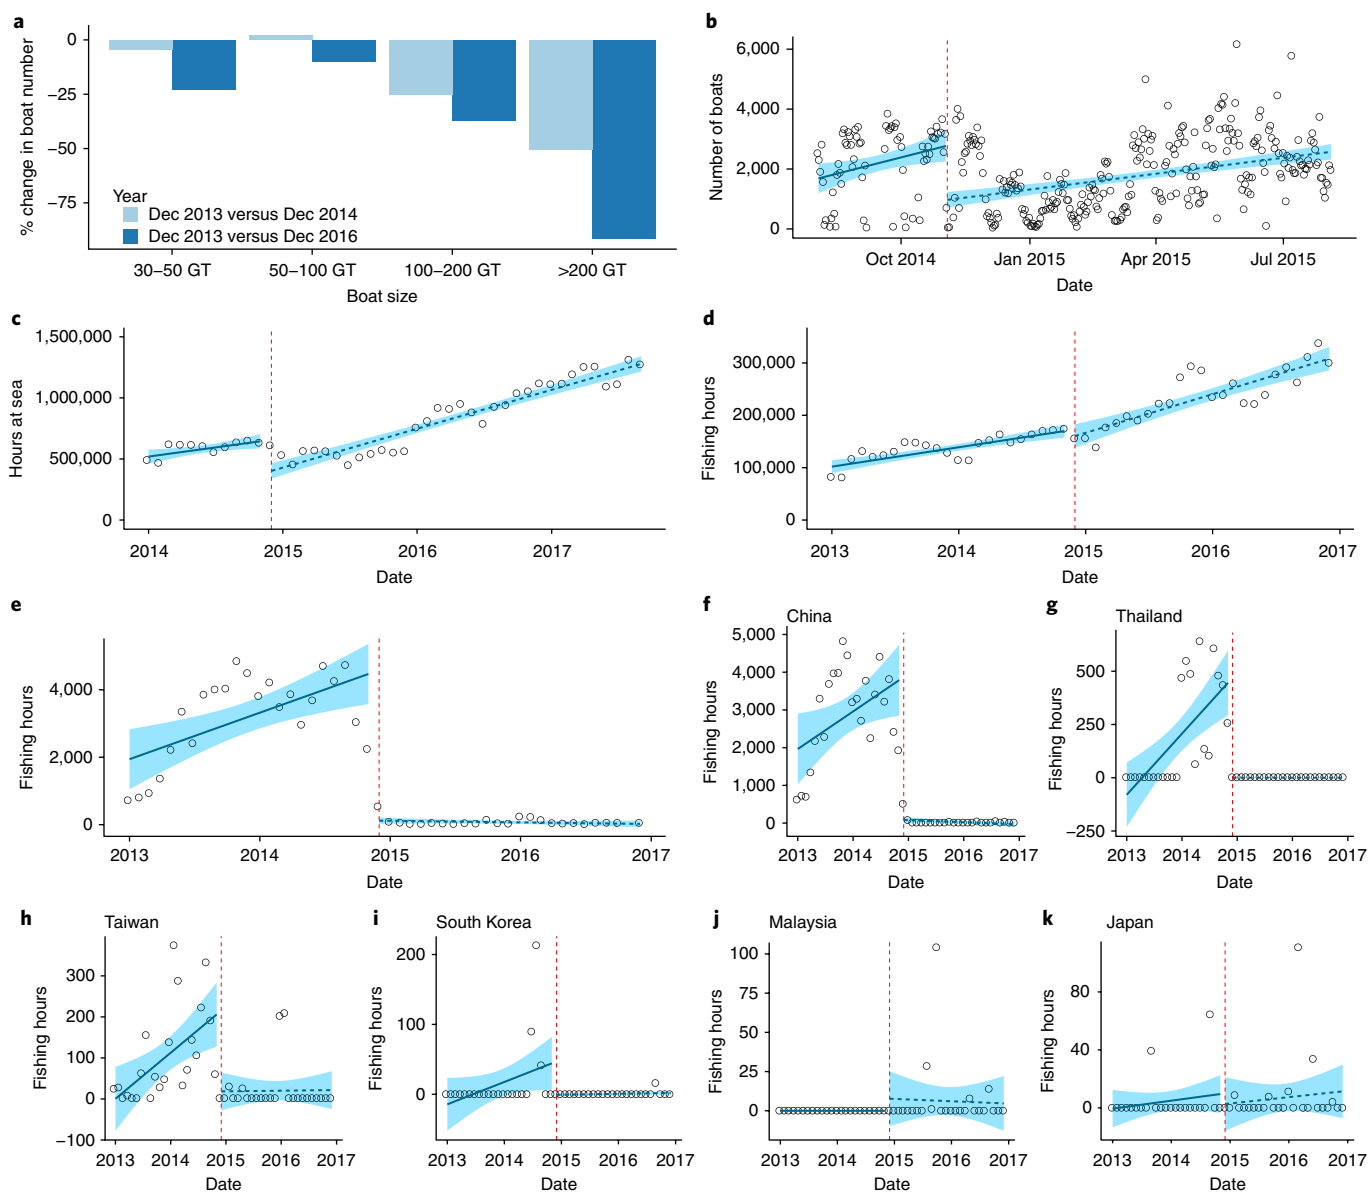 a
% change in boat number
0
−25
−50
−75
Year
Dec 2013 versus Dec 2014
Dec 2013 versus Dec 2016
30–50 GT
50–100 GT
100–200 GT
>200 GT
Boat size
b
Number of boats
6,000
4,000
2,000
0
Oct 2014
Jan 2015
Apr 2015
Jul 2015
Date
c
Hours at sea
1,500,000
1,000,000
500,000
0
2014
2015
2016
2017
Date
d
Fishing hours
300,000
200,000
100,000
0
2013
2014
2015
2016
2017
Date
e
Fishing hours
4,000
2,000
0
2013
2014
2015
2016
2017
Date
f
China
Fishing hours
5,000
4,000
3,000
2,000
1,000
0
2013
2014
2015
2016
2017
Date
g
Thailand
Fishing hours
500
250
0
−250
2013
2014
2015
2016
2017
Date
h
Taiwan
Fishing hours
300
200
100
0
−100
2013
2014
2015
2016
2017
Date
i
South Korea
Fishing hours
200
100
0
2013
2014
2015
2016
2017
Date
j
Malaysia
Fishing hours
100
75
50
25
0
2013
2014
2015
2016
2017
Date
k
Japan
Fishing hours
80
40
0
2013
2014
2015
2016
2017
Date